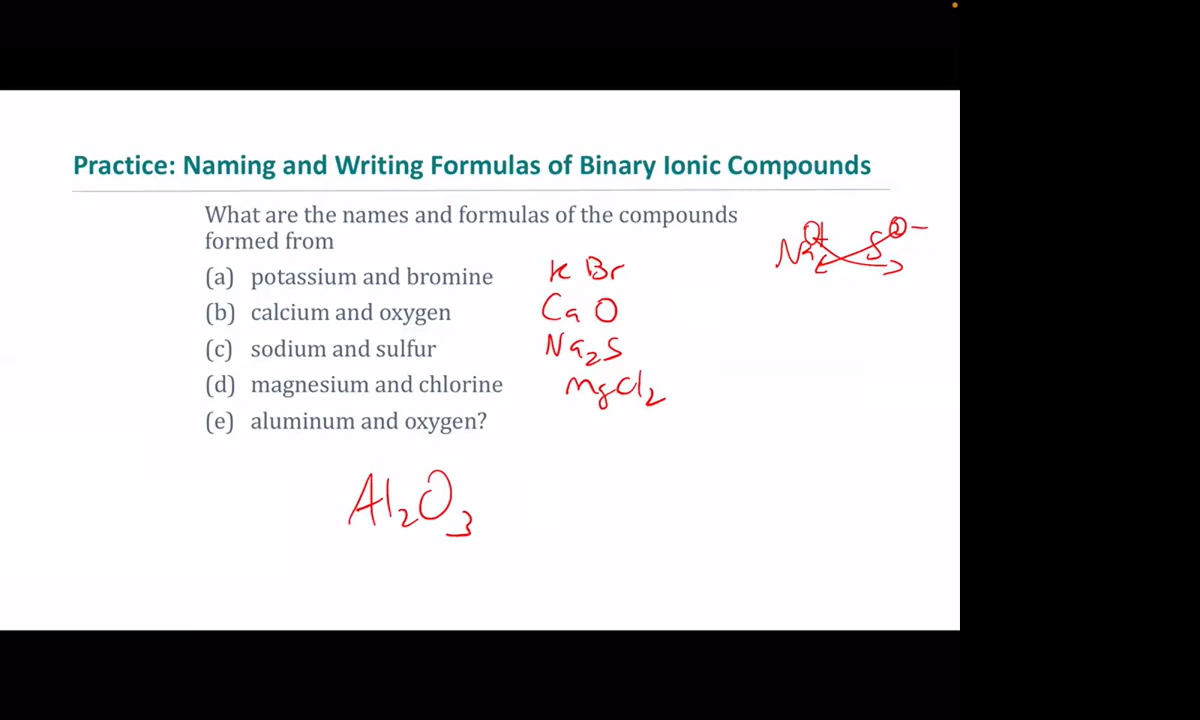 Practice: Naming and Writing Formulas of Binary Ionic Compounds
What are the names and formulas of the compounds
formed from
(a) potassium and bromine K Br
(b) calcium and oxygen Ca O
(c) sodium and sulfur Na2S
(d) magnesium and chlorine MgCl2
(e) aluminum and oxygen?
Al2O3
Na + S 2-